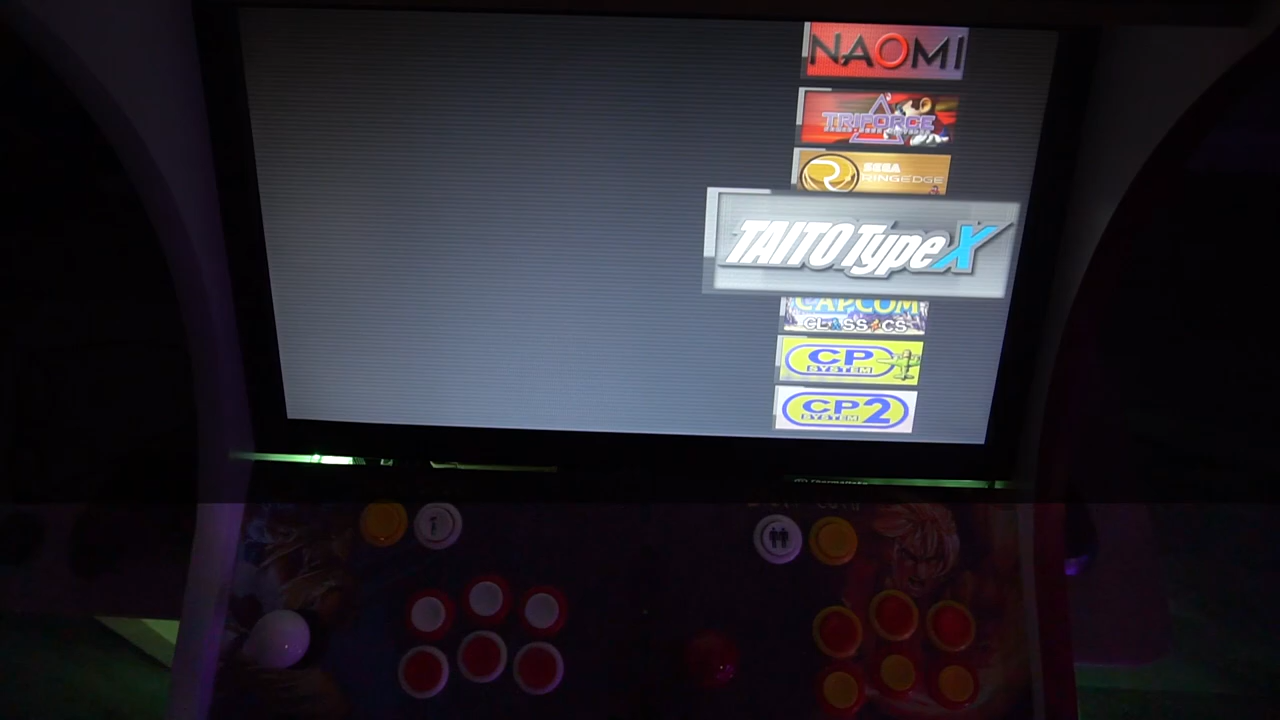 NAOMI
TRIFORCE
SEGA
RINGEDGE
TAITO Type X
CAPCOM
CLASSICS
CP
SYSTEM
CP2
SYSTEM